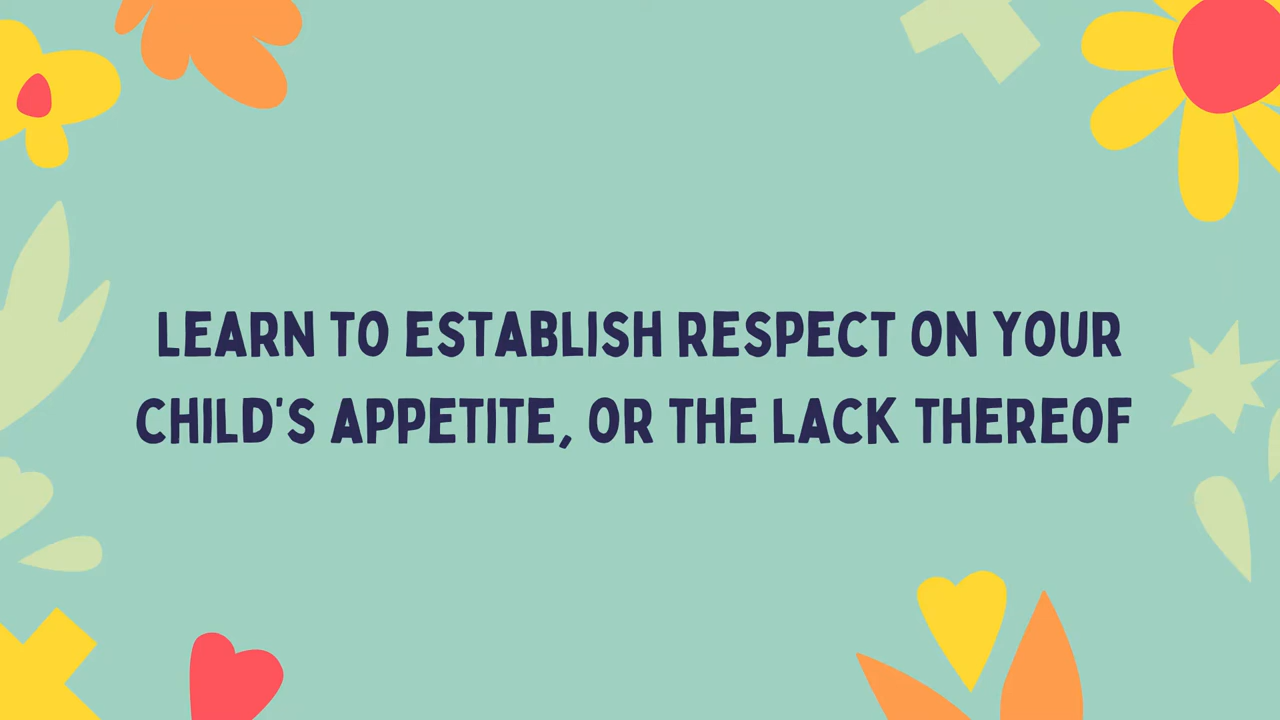 LEARN TO ESTABLISH RESPECT ON YOUR
CHILD'S APPETITE, OR THE LACK THEREOF